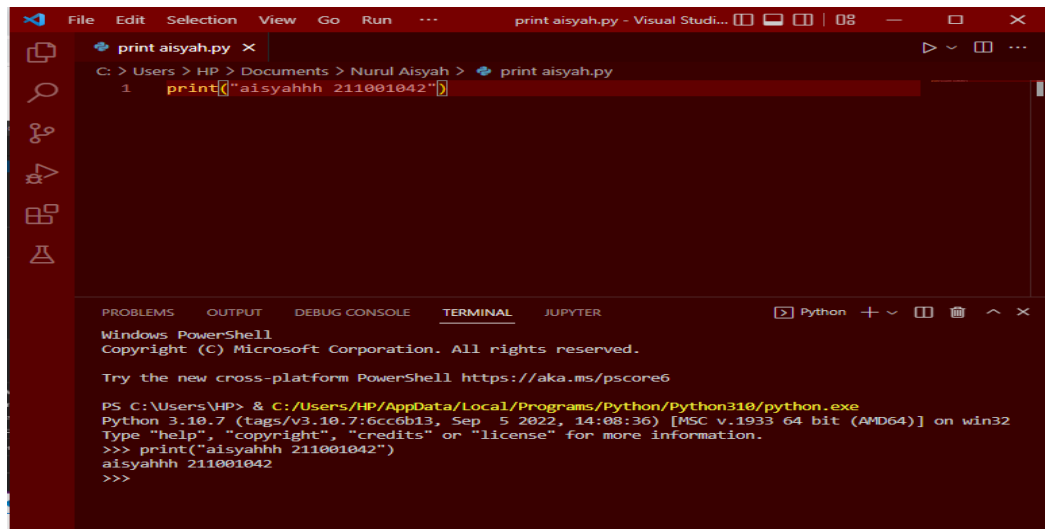 File Edit Selection View Go Run ··· print aisyah.py - Visual Studi...
print aisyah.py
C: > Users > HP > Documents > Nurul Aisyah > print aisyah.py
1 print("aisyahhh 211001042")
PROBLEMS OUTPUT DEBUG CONSOLE TERMINAL JUPYTER Python
Windows PowerShell
Copyright (C) Microsoft Corporation. All rights reserved.
Try the new cross-platform PowerShell https://aka.ms/pscore6
PS C:\Users\HP> & C:/Users/HP/AppData/Local/Programs/Python/Python310/python.exe
Python 3.10.7 (tags/v3.10.7:6cc6b13, Sep  5 2022, 14:08:36) [MSC v.1933 64 bit (AMD64)] on win32
Type "help", "copyright", "credits" or "license" for more information.
>>> print("aisyahhh 211001042")
aisyahhh 211001042
>>>